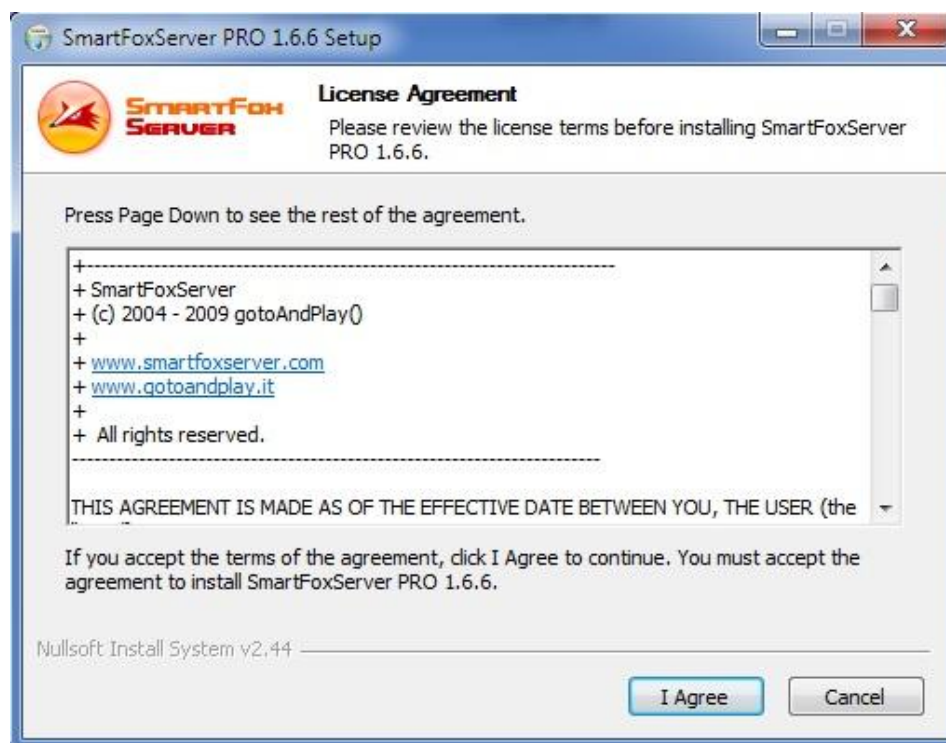 SmartFoxServer PRO 1.6.6 Setup
SMARTFOX
SERVER
License Agreement
Please review the license terms before installing SmartFoxServer
PRO 1.6.6.
Press Page Down to see the rest of the agreement.
+-----------------------------------------------------------------------
+ SmartFoxServer
+ (c) 2004 - 2009 gotoAndPlay()
+
+ www.smartfoxserver.com
+ www.gotoandplay.it
+
+  All rights reserved.
-----------------------------------------------------------------------
THIS AGREEMENT IS MADE AS OF THE EFFECTIVE DATE BETWEEN YOU, THE USER (the
If you accept the terms of the agreement, click I Agree to continue. You must accept the
agreement to install SmartFoxServer PRO 1.6.6.
Nullsoft Install System v2.44
I Agree
Cancel